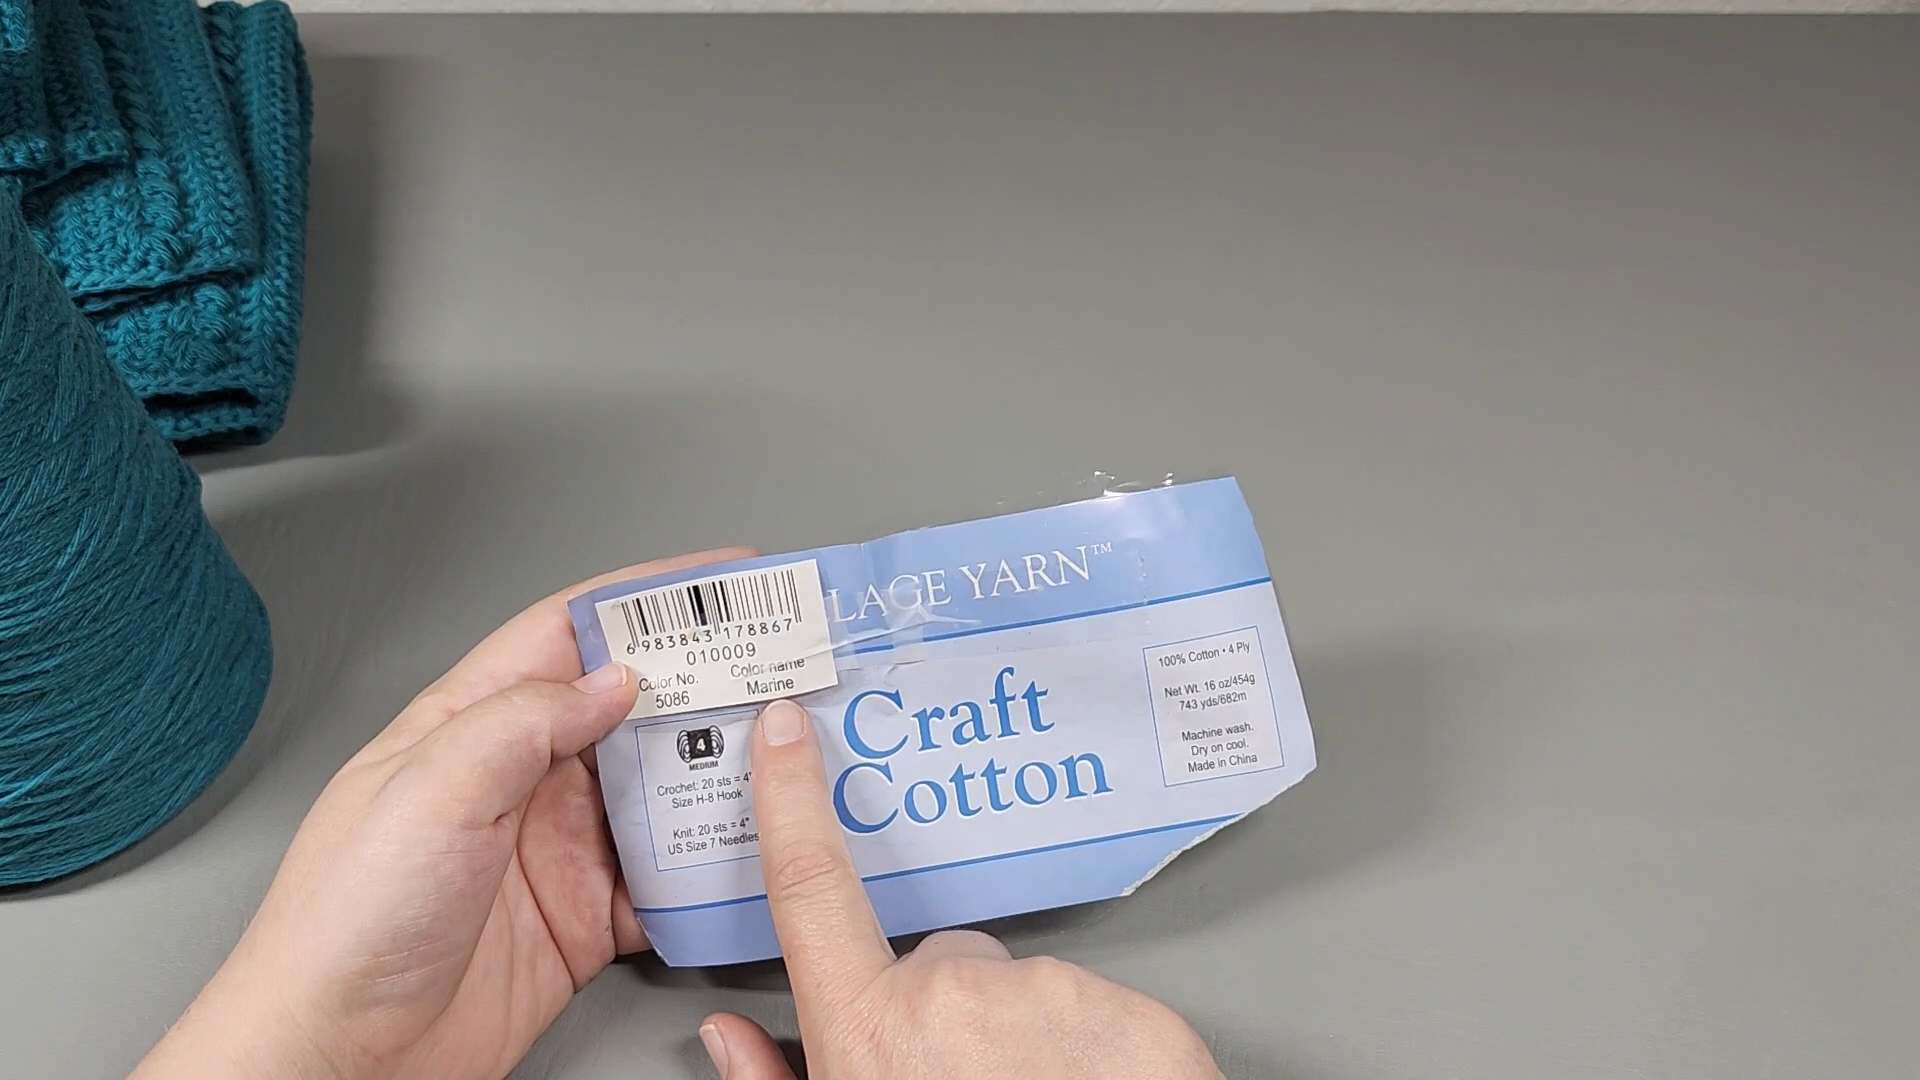 LAGE YARN™
6 983843 178867
010009
Color No. Color name
5086 Marine
4
MEDIUM
Crochet: 20 sts = 4"
Size H-8 Hook
Knit: 20 sts = 4"
US Size 7 Needles
Craft
Cotton
100% Cotton • 4 Ply
Net Wt. 16 oz/454g
743 yds/682m
Machine wash.
Dry on cool.
Made in China